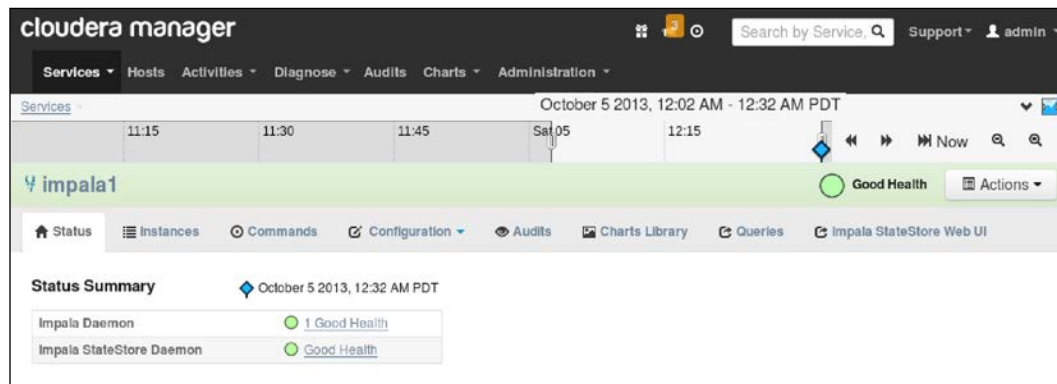 cloudera manager
3
Search by Service,
Support
admin
Services Hosts Activities Diagnose Audits Charts Administration
Services
October 5 2013, 12:02 AM - 12:32 AM PDT
11:15 11:30 11:45 Sat 05 12:15
Now
impala1
Good Health
Actions
Status Instances Commands Configuration Audits Charts Library Queries Impala StateStore Web UI
Status Summary October 5 2013, 12:32 AM PDT
Impala Daemon 1 Good Health
Impala StateStore Daemon Good Health